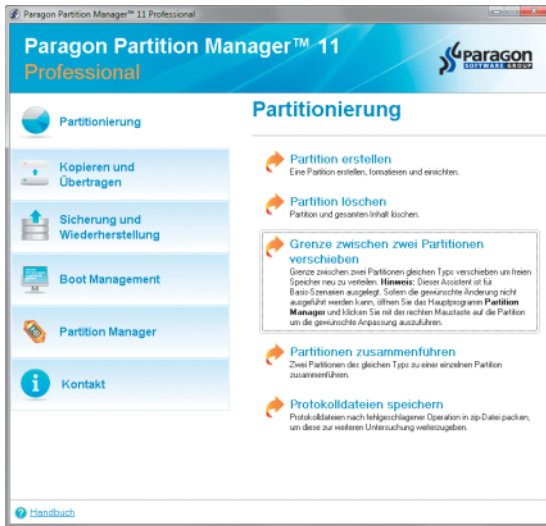 Paragon Partition Manager™ 11 Professional
Paragon Partition Manager™ 11
Professional
Paragon
SOFTWARE GROUP
Partitionierung
Kopieren und
Übertragen
Sicherung und
Wiederherstellung
Boot Management
Partition Manager
Kontakt
Partitionierung
Partition erstellen
Eine Partition erstellen, formatieren und einrichten.
Partition löschen
Partition und gesamten Inhalt löschen.
Grenze zwischen zwei Partitionen
verschieben
Grenze zwischen zwei Partitionen gleichen Typs verschieben um freien
Speicher neu zu verteilen. Hinweis: Dieser Assistent ist für
Basis-Szenarien ausgelegt. Sofern die gewünschte Änderung nicht
ausgeführt werden kann, öffnen Sie das Hauptprogramm Partition
Manager und klicken Sie mit der rechten Maustaste auf die Partition
um die gewünschte Anpassung auszuführen.
Partitionen zusammenführen
Zwei Partitionen des gleichen Typs zu einer einzelnen Partition
zusammenführen.
Protokolldateien speichern
Protokolldateien nach fehlgeschlagener Operation in zip-Datei packen,
um diese zur weiteren Untersuchung weiterzugeben.
Handbuch